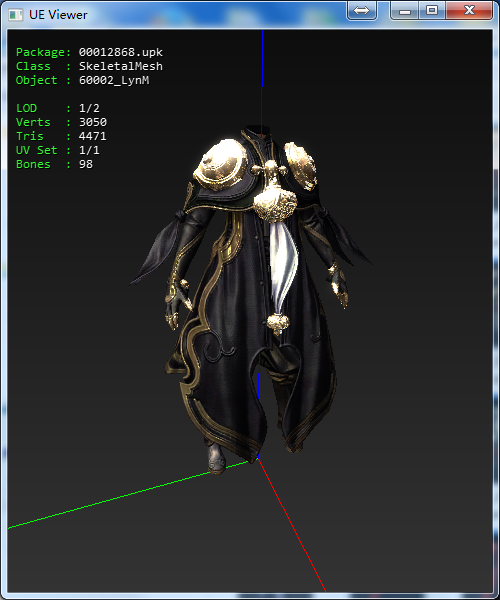 UE Viewer
Package: 00012868.upk
Class : SkeletalMesh
Object : 60002_LynM
LOD : 1/2
Verts : 3050
Tris : 4471
UV Set : 1/1
Bones : 98